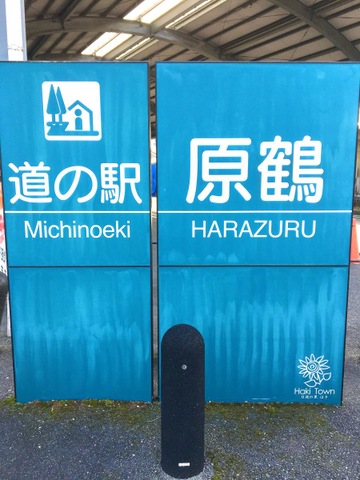 道の駅
Michinoeki
原鶴
HARAZURU
Haki Town